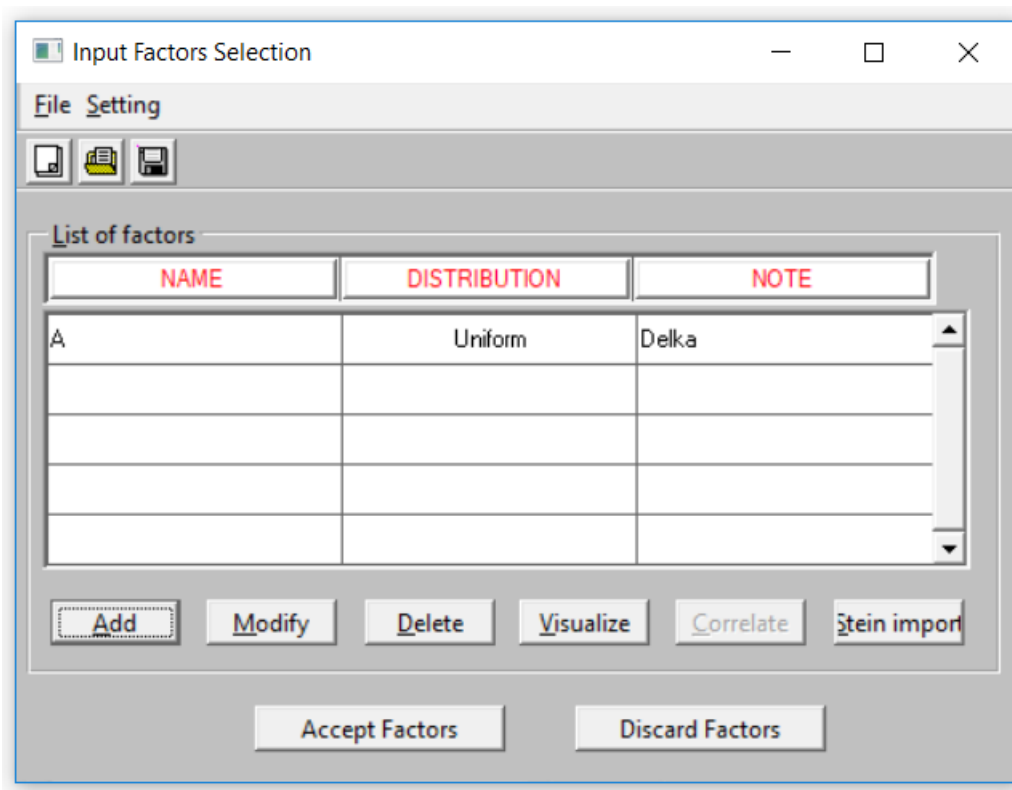 Input Factors Selection
File Setting
List of factors
NAME DISTRIBUTION NOTE
A Uniform Delka
Add Modify Delete Visualize Correlate Stein import
Accept Factors Discard Factors